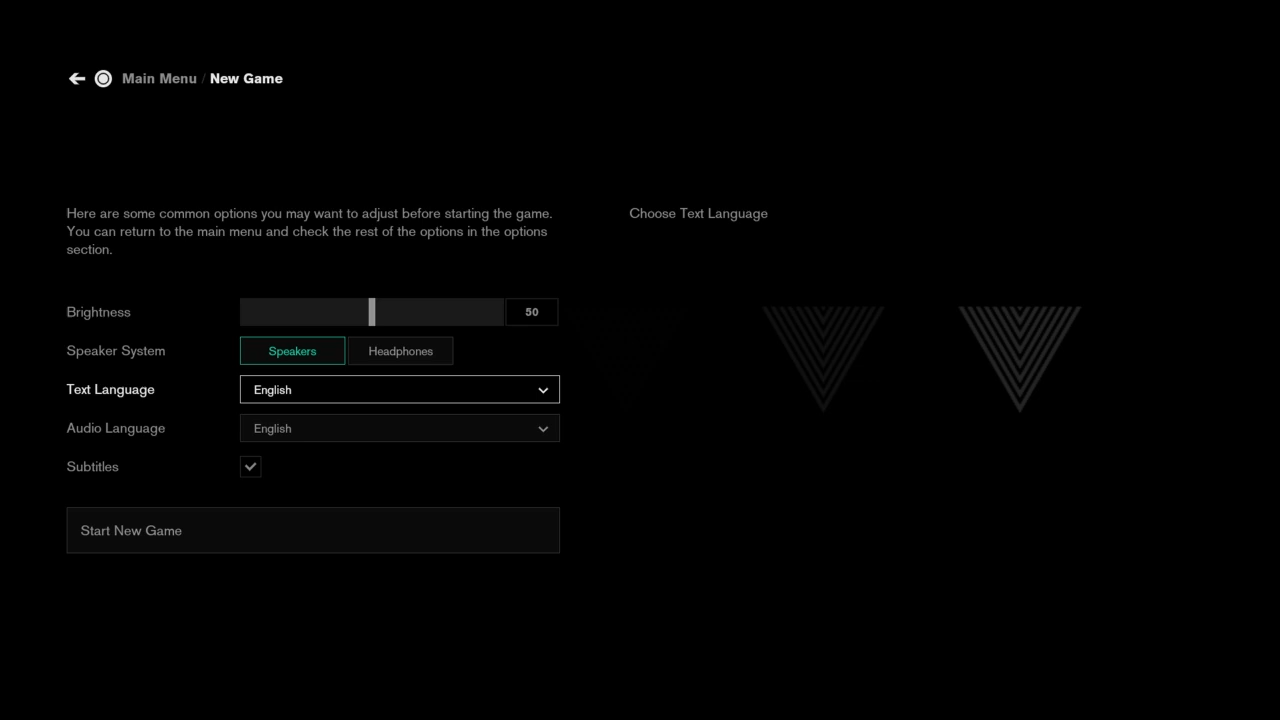 Main Menu / New Game
Here are some common options you may want to adjust before starting the game.
You can return to the main menu and check the rest of the options in the options
section.
Choose Text Language
Brightness
50
Speaker System
Speakers
Headphones
Text Language
English
Audio Language
English
Subtitles
Start New Game